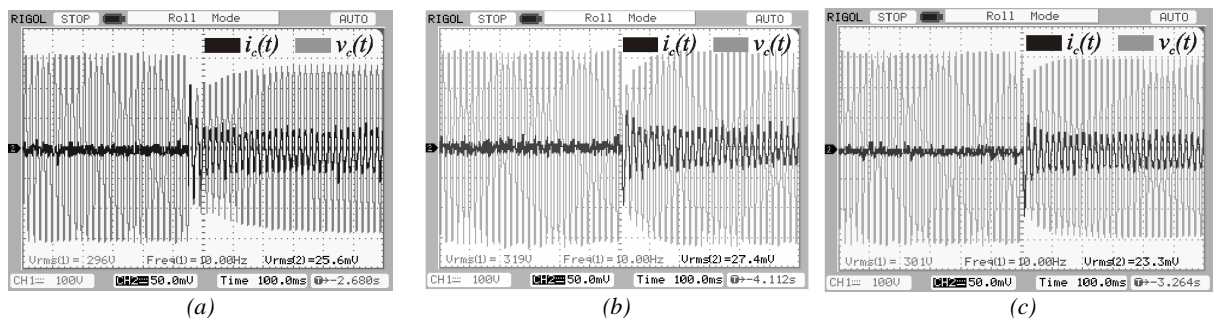 RIGOL STOP Roll Mode AUTO
i_c(t) v_c(t)
2
Vrms(1) = 296V Freq(1)=10.00Hz Vrms(2)=25.6mV
CH1 100V CH2 50.0mV Time 100.0ms T→-2.680s
(a)
RIGOL STOP Roll Mode AUTO
i_c(t) v_c(t)
2
Vrms(1) = 319V Freq(1)=10.00Hz Vrms(2)=27.4mV
CH1 100V CH2 50.0mV Time 100.0ms T→-4.112s
(b)
RIGOL STOP Roll Mode AUTO
i_c(t) v_c(t)
2
Vrms(1) = 301V Freq(1)=10.00Hz Vrms(2)=23.3mV
CH1 100V CH2 50.0mV Time 100.0ms T→-3.264s
(c)